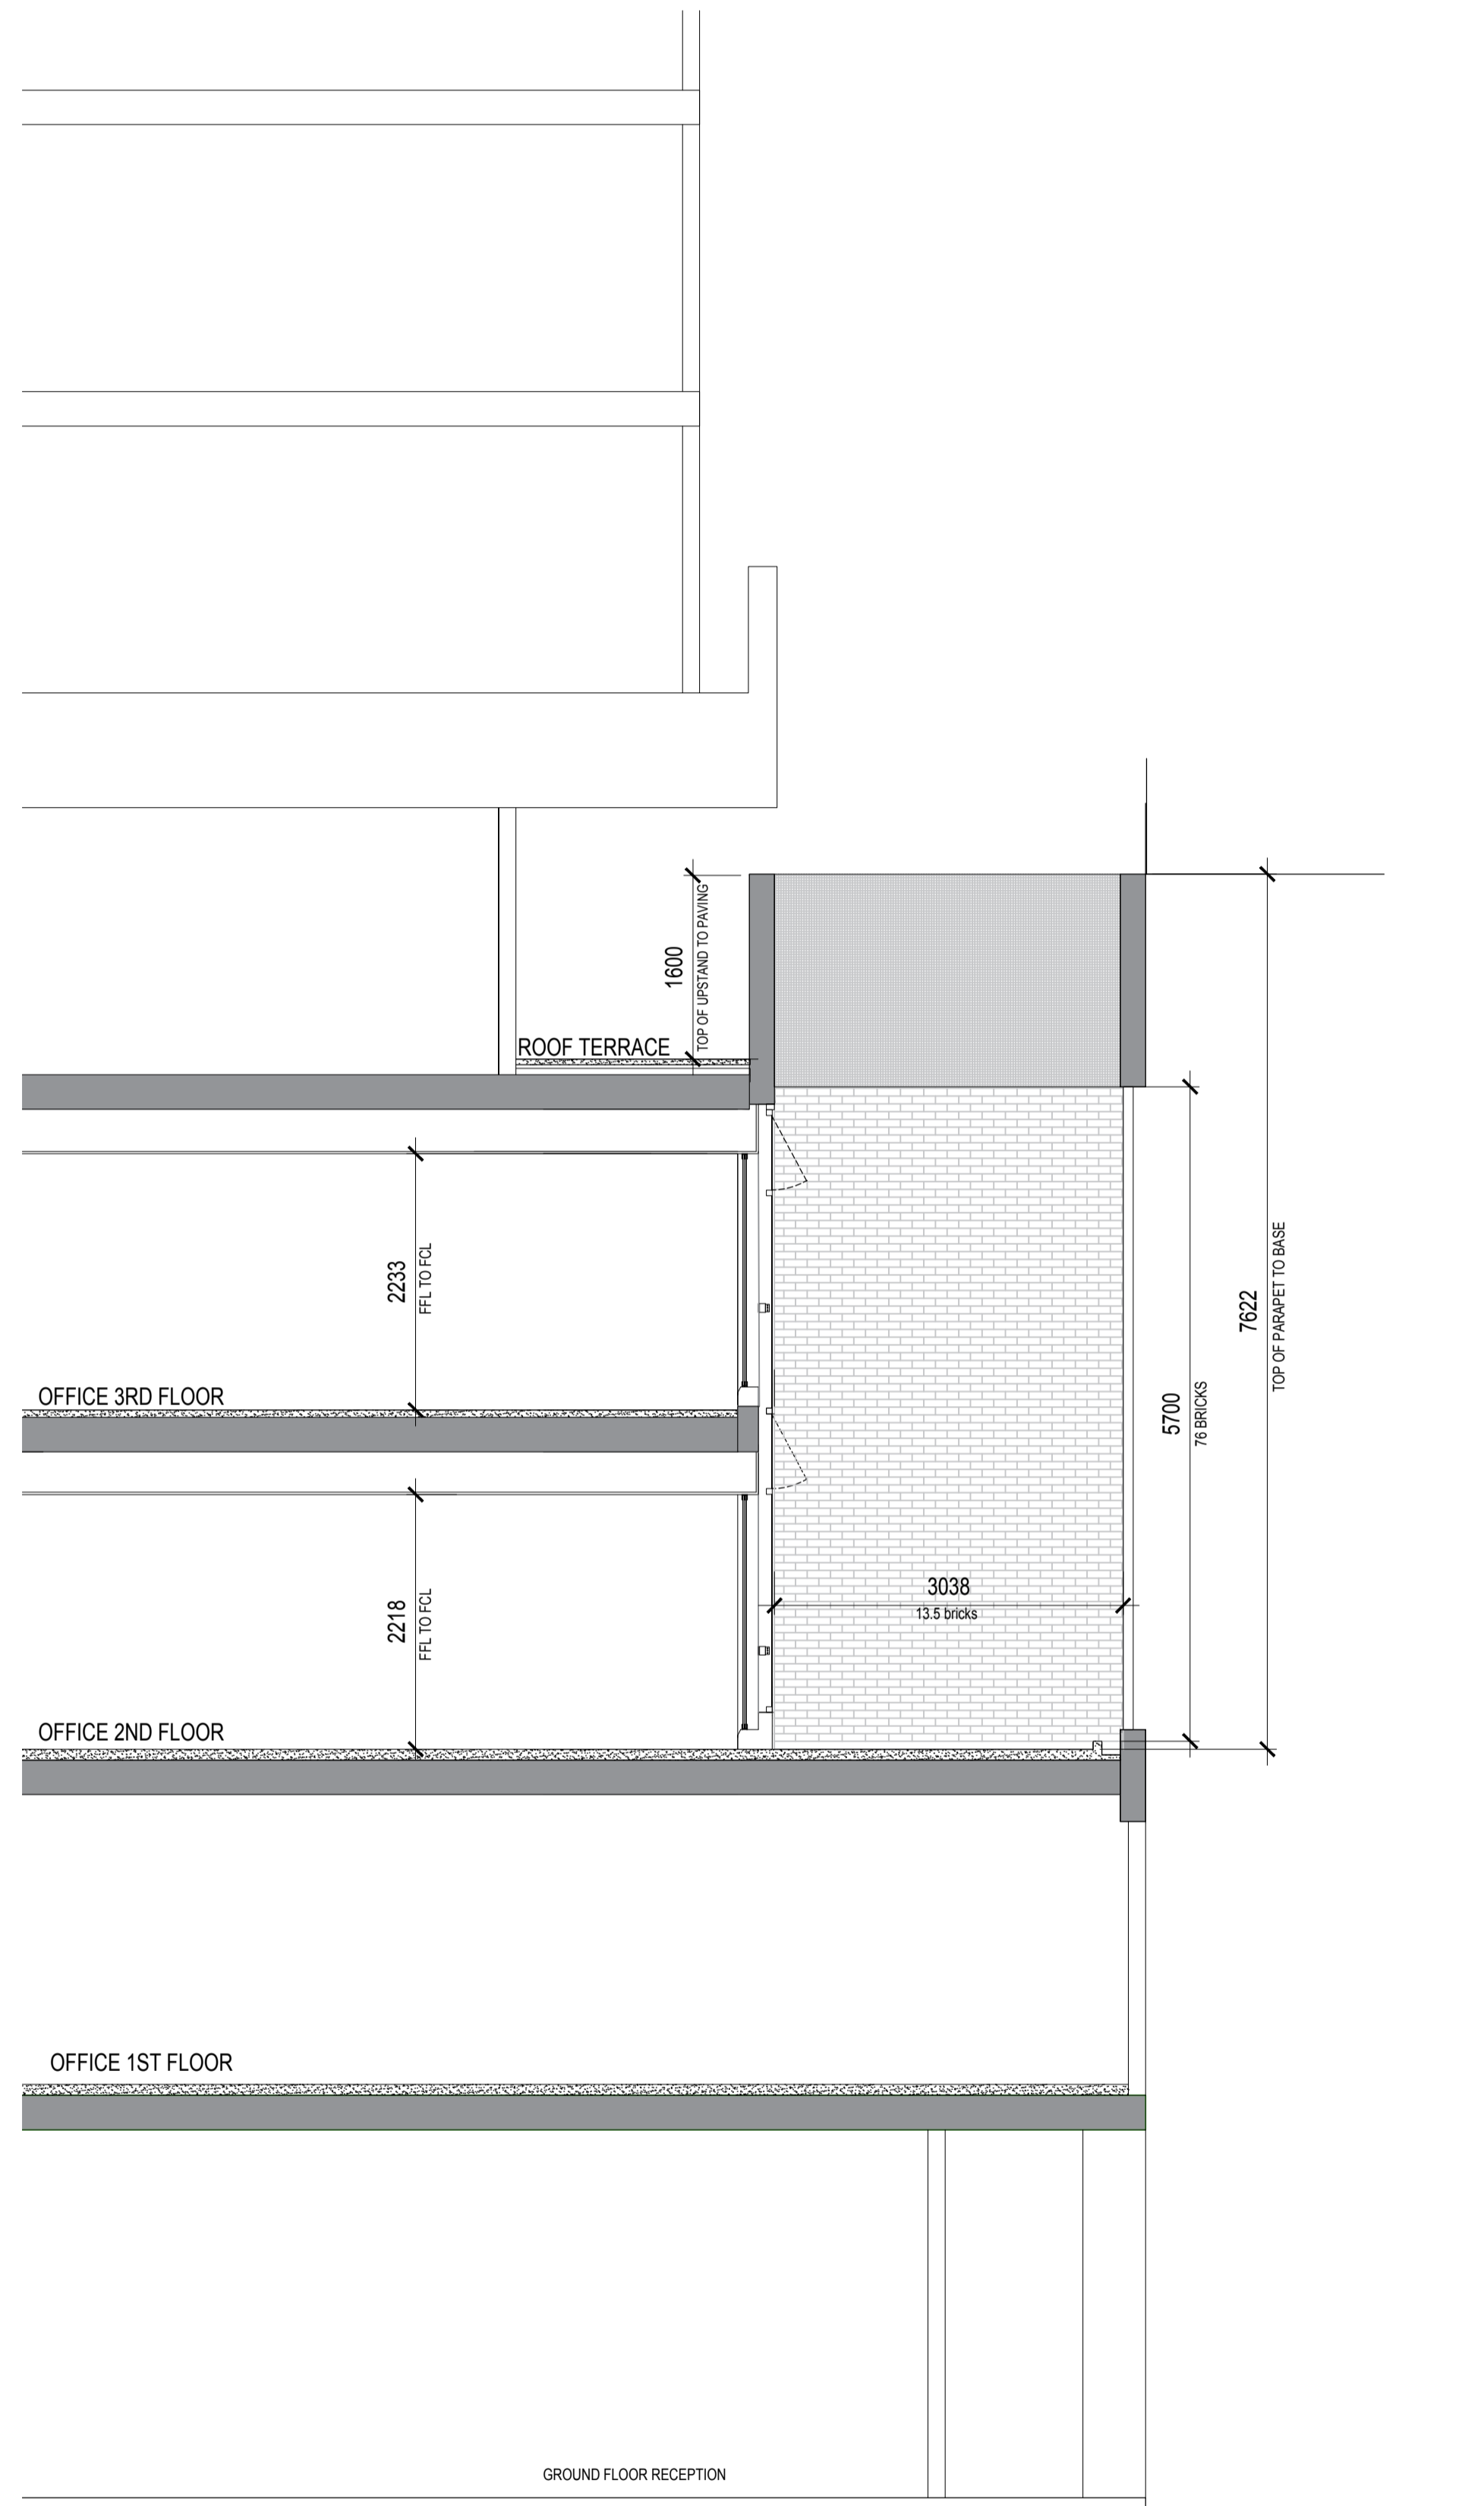 1600
TOP OF UPSTAND TO PAVING
ROOF TERRACE
2233
FFL TO FCL
7622
TOP OF PARAPET TO BASE
OFFICE 3RD FLOOR
5700
76 BRICKS
3038
13.5 bricks
2218
FFL TO FCL
OFFICE 2ND FLOOR
OFFICE 1ST FLOOR
GROUND FLOOR RECEPTION